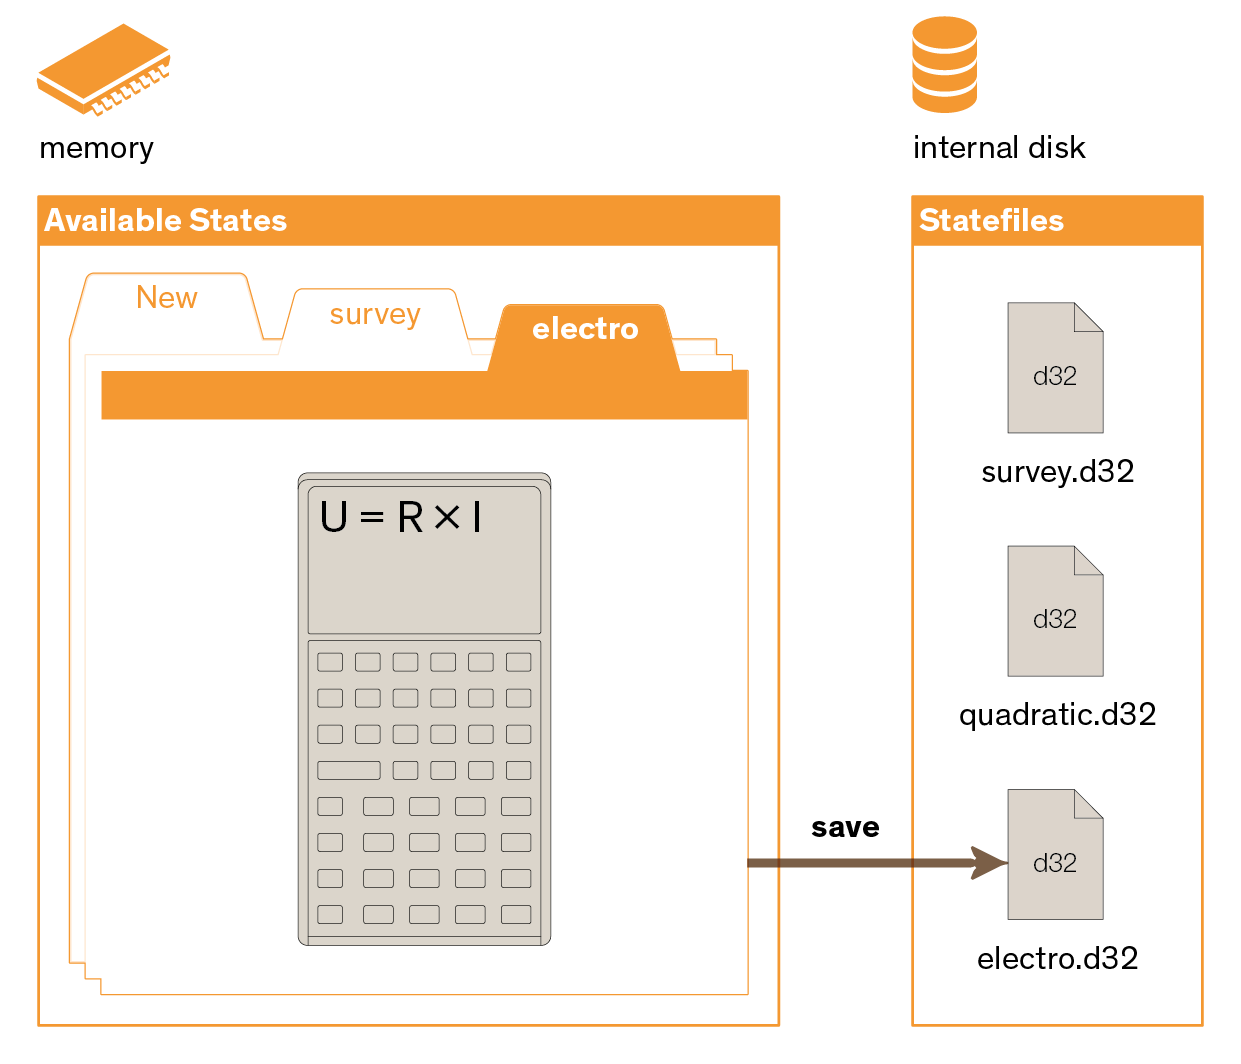 memory
internal disk
Available States
Statefiles
New
survey
electro
U = R × I
save
d32
survey.d32
d32
quadratic.d32
d32
electro.d32